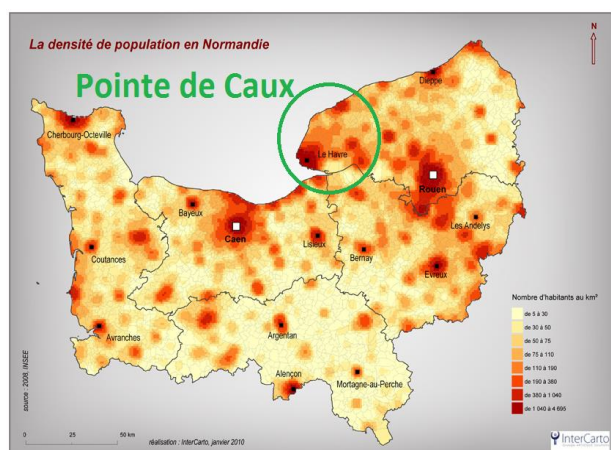 La densité de population en Normandie
N
Pointe de Caux
Dieppe
Cherbourg-Octeville
Le Havre
Rouen
Bayeux
Les Andelys
Caen
Lisieux
Bernay
Coutances
Evreux
Avranches
Argentan
Alençon
Mortagne-au-Perche
Nombre d'habitants au km²
de 5 à 30
de 30 à 50
de 50 à 75
de 75 à 110
de 110 à 190
de 190 à 380
de 380 à 1 040
de 1 040 à 4 695
source : 2008, INSEE
0 25 50 km
réalisation : InterCarto, janvier 2010
InterCarto